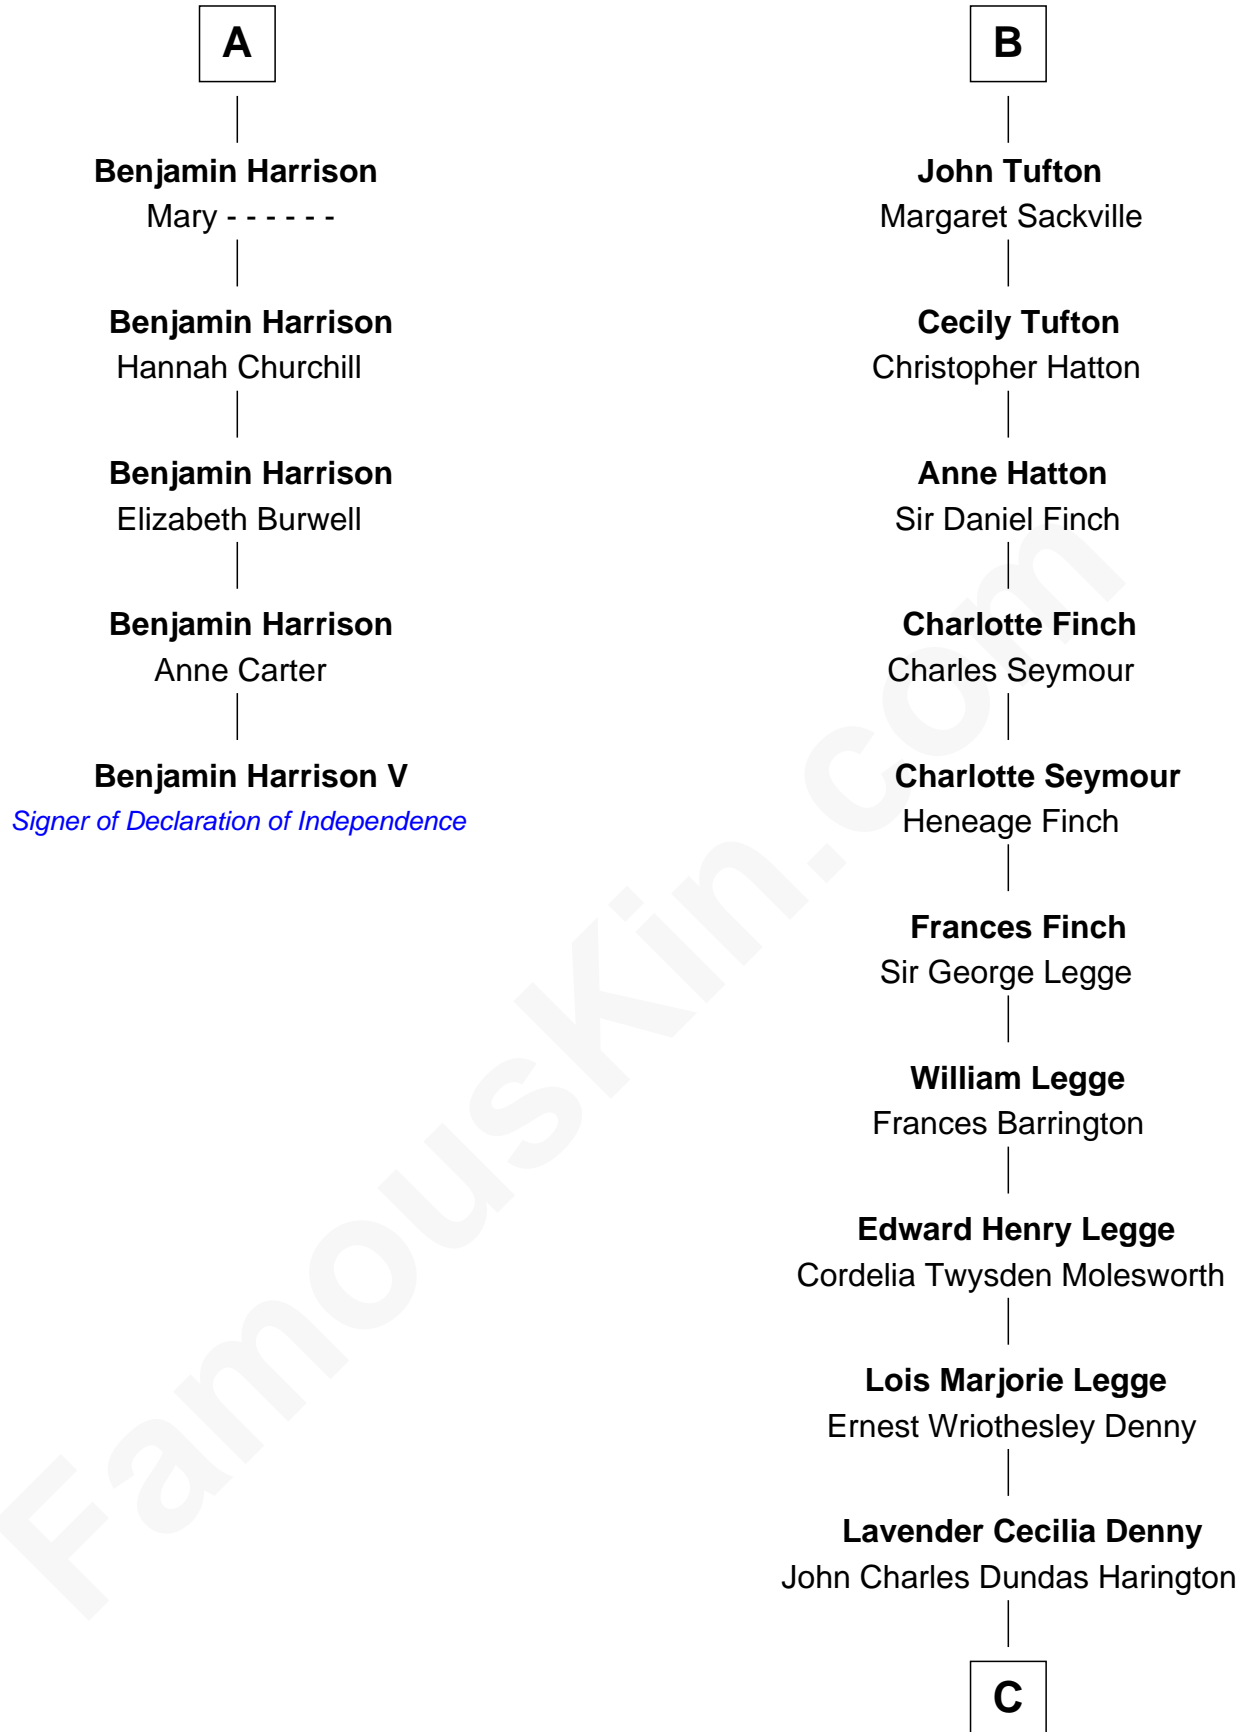 A
Benjamin Harrison
Mary - - - - - -
Benjamin Harrison
Hannah Churchill
Benjamin Harrison
Elizabeth Burwell
Benjamin Harrison
Anne Carter
Benjamin Harrison V
Signer of Declaration of Independence
B
John Tufton
Margaret Sackville
Cecily Tufton
Christopher Hatton
Anne Hatton
Sir Daniel Finch
Charlotte Finch
Charles Seymour
Charlotte Seymour
Heneage Finch
Frances Finch
Sir George Legge
William Legge
Frances Barrington
Edward Henry Legge
Cordelia Twysden Molesworth
Lois Marjorie Legge
Ernest Wriothesley Denny
Lavender Cecilia Denny
John Charles Dundas Harington
C
FamousKin.com